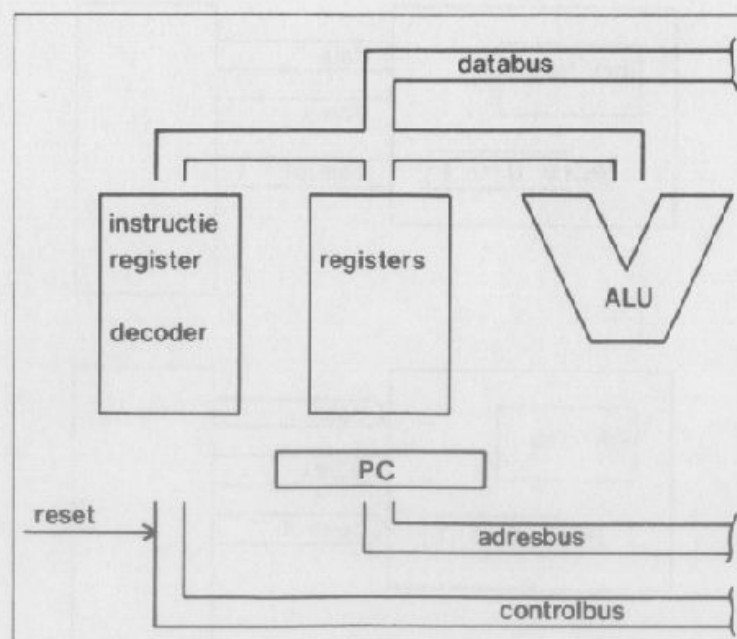 databus
instructie
register
decoder
registers
ALU
PC
reset
adresbus
controlbus